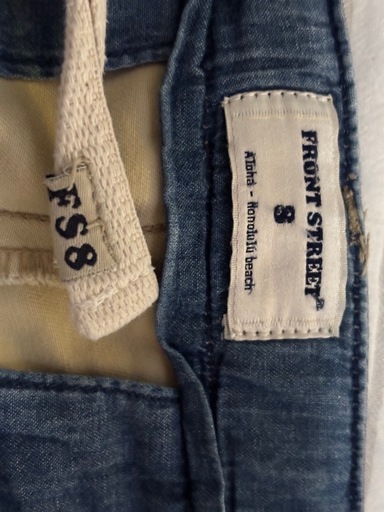 FRONT STREET
8
Aloha - Honolulu beach
FS8